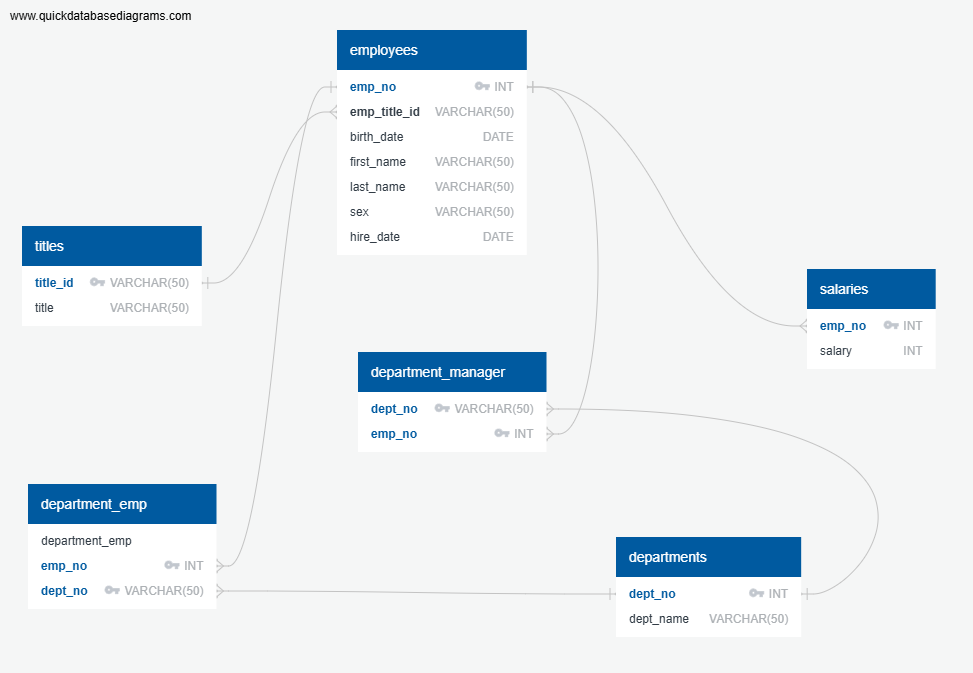 www.quickdatabasediagrams.com
employees
emp_no INT
emp_title_id VARCHAR(50)
birth_date DATE
first_name VARCHAR(50)
last_name VARCHAR(50)
sex VARCHAR(50)
hire_date DATE
titles
title_id VARCHAR(50)
title VARCHAR(50)
salaries
emp_no INT
salary INT
department_manager
dept_no VARCHAR(50)
emp_no INT
department_emp
department_emp
emp_no INT
dept_no VARCHAR(50)
departments
dept_no INT
dept_name VARCHAR(50)